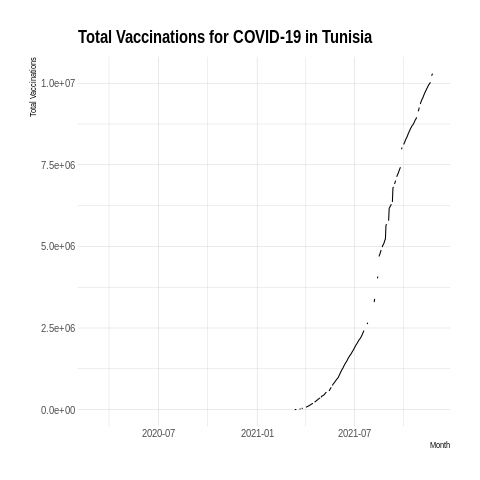 Total Vaccinations for COVID-19 in Tunisia
Total Vaccinations
1.0e+07
7.5e+06
5.0e+06
2.5e+06
0.0e+00
2020-07
2021-01
2021-07
Month